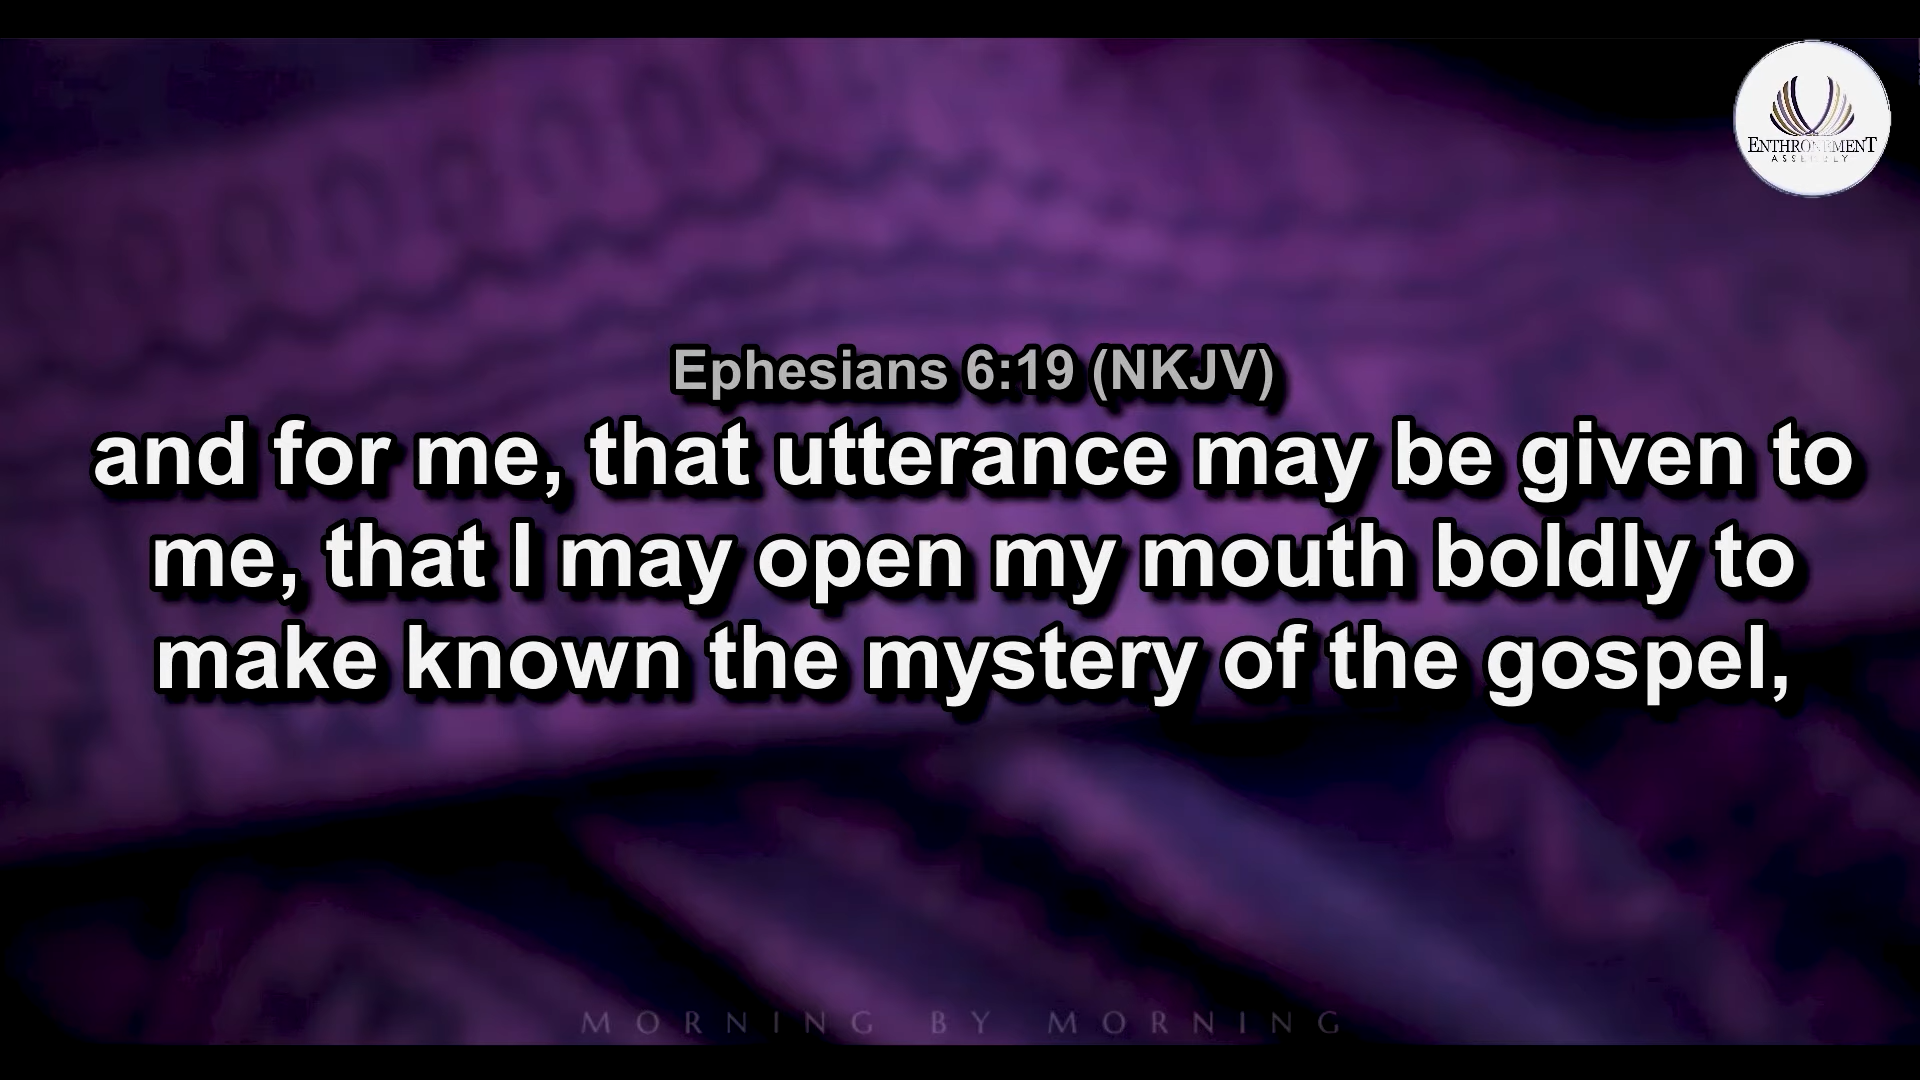 ENTHRONEMENT
ASSEMBLY
Ephesians 6:19 (NKJV)
and for me, that utterance may be given to
me, that I may open my mouth boldly to
make known the mystery of the gospel,
MORNING BY MORNING